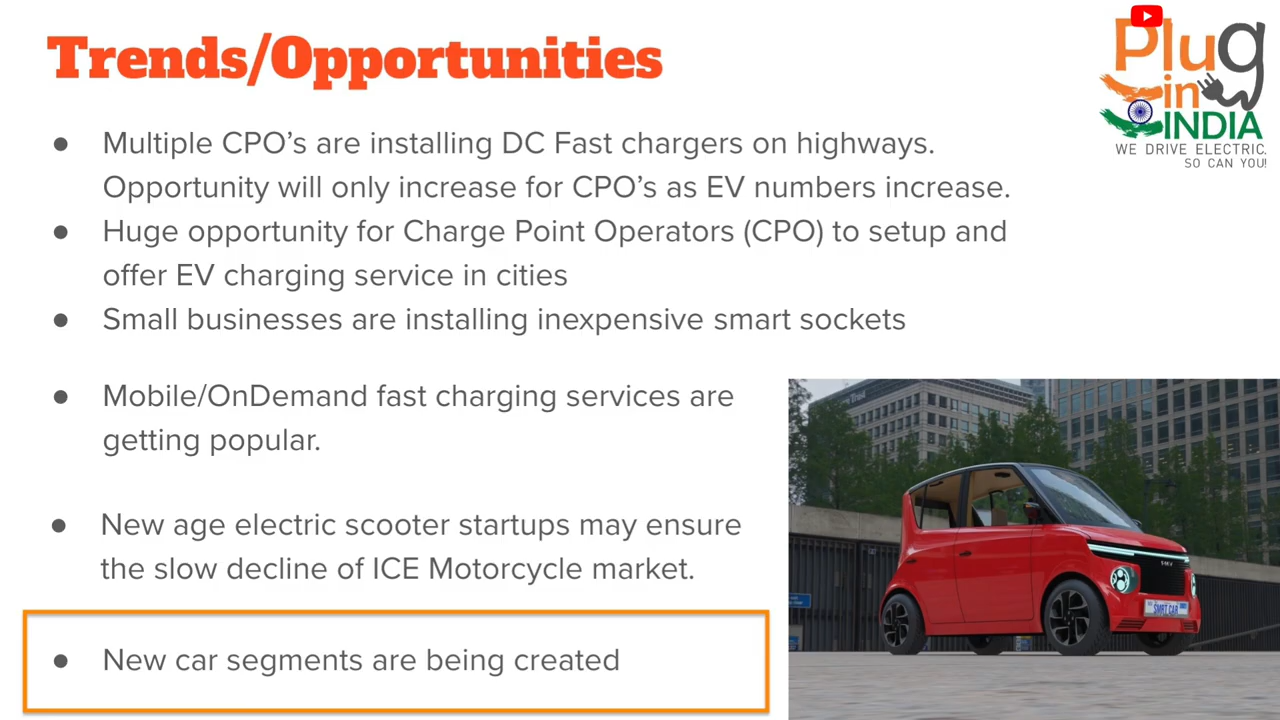 Trends/Opportunities
Plug
in
INDIA
WE DRIVE ELECTRIC.
SO CAN YOU!
● Multiple CPO’s are installing DC Fast chargers on highways.
Opportunity will only increase for CPO’s as EV numbers increase.
● Huge opportunity for Charge Point Operators (CPO) to setup and
offer EV charging service in cities
● Small businesses are installing inexpensive smart sockets
● Mobile/OnDemand fast charging services are
getting popular.
● New age electric scooter startups may ensure
the slow decline of ICE Motorcycle market.
● New car segments are being created
SMRT CAR